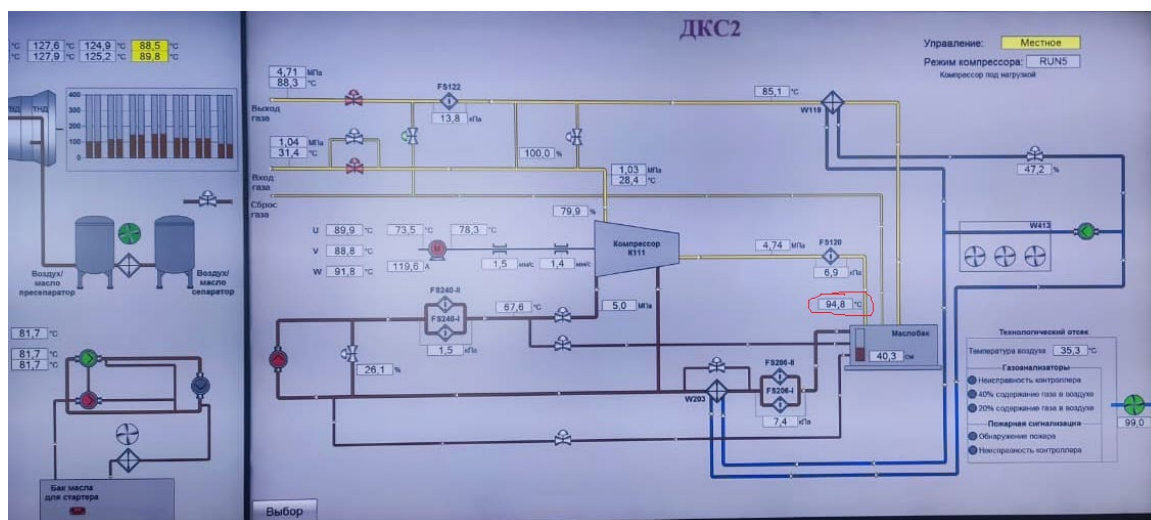 ДКС2
127,6 °C 124,9 °C 88,5 °C
127,9 °C 125,2 °C 89,8 °C
ТНД
400
300
200
100
0
Воздух/
масло
пресепаратор
Воздух/
масло
сепаратор
81,7 °C
81,7 °C
81,7 °C
Бак масла
для стартера
Управление: Местное
Режим компрессора: RUN5
Компрессор под нагрузкой
4,71 МПа
88,3 °C
Выход
газа
FS122
13,8 кПа
85,1 °C
W119
1,04 МПа
31,4 °C
Вход
газа
100,0 %
1,03 МПа
28,4 °C
47,2 %
Сброс
газа
79,9 %
W413
U 89,9 °C 73,5 °C 78,3 °C
V 88,8 °C
W 91,8 °C
M
119,6 А
1,5 мм/с
1,4 мм/с
Компрессор
К111
4,74 МПа
FS120
6,9 кПа
94,8 °C
FS240-II
FS240-I
1,5 кПа
67,6 °C
5,0 МПа
Маслобак
40,3 см
26,1 %
W203
FS206-II
FS206-I
7,4 кПа
Технологический отсек
Температура воздуха 35,3 °C
Газоанализаторы
Неисправность контроллера
40% содержание газа в воздухе
20% содержание газа в воздухе
Пожарная сигнализация
Обнаружение пожара
Неисправность контроллера
99,0
Выбор